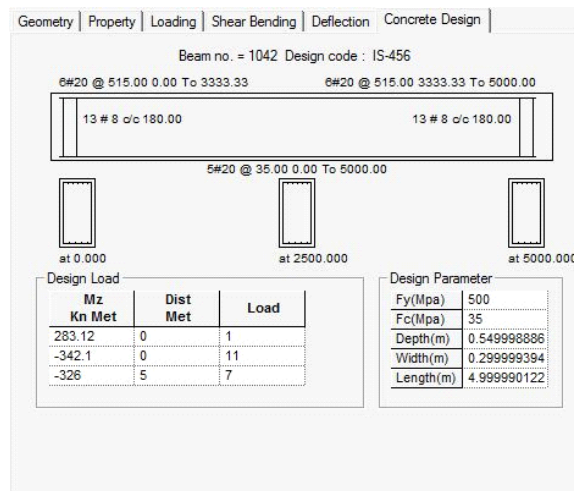 Geometry Property Loading Shear Bending Deflection Concrete Design
Beam no. = 1042 Design code : IS-456
6#20 @ 515.00 0.00 To 3333.33 6#20 @ 515.00 3333.33 To 5000.00
13 # 8 c/c 180.00 13 # 8 c/c 180.00
5#20 @ 35.00 0.00 To 5000.00
at 0.000 at 2500.000 at 5000.000
Design Load Design Parameter
Mz Kn Met Dist Met Load
283.12 0 1
-342.1 0 11
-326 5 7
Fy(Mpa) 500
Fc(Mpa) 35
Depth(m) 0.549998886
Width(m) 0.299999394
Length(m) 4.999990122